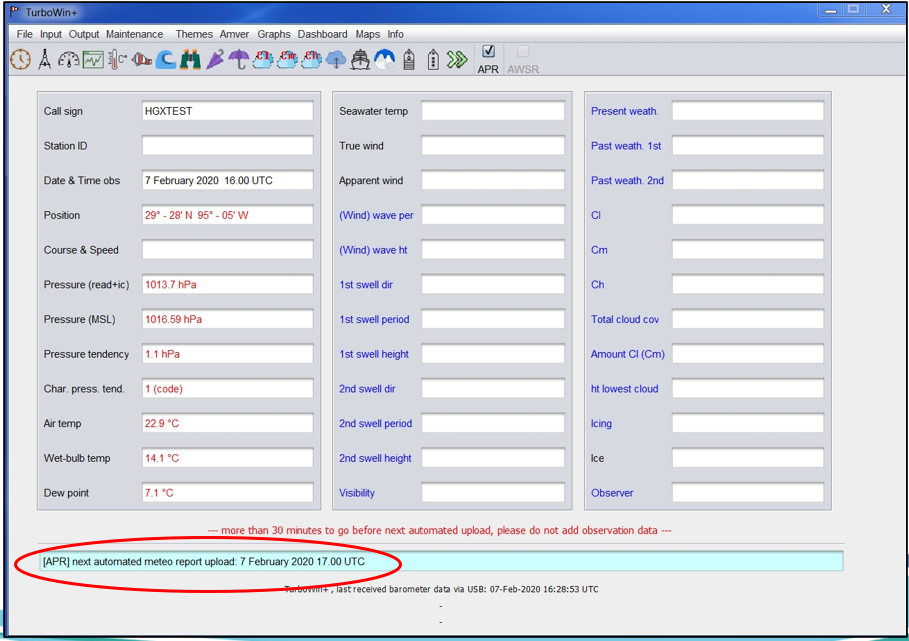 TurboWin+
File Input Output Maintenance Themes Amver Graphs Dashboard Maps Info
APR AWSR
Call sign HGXTEST
Station ID
Date & Time obs 7 February 2020 16.00 UTC
Position 29° - 28' N 95° - 05' W
Course & Speed
Pressure (read+ic) 1013.7 hPa
Pressure (MSL) 1016.59 hPa
Pressure tendency 1.1 hPa
Char. press. tend. 1 (code)
Air temp 22.9 °C
Wet-bulb temp 14.1 °C
Dew point 7.1 °C
Seawater temp
True wind
Apparent wind
(Wind) wave per
(Wind) wave ht
1st swell dir
1st swell period
1st swell height
2nd swell dir
2nd swell period
2nd swell height
Visibility
Present weath.
Past weath. 1st
Past weath. 2nd
Cl
Cm
Ch
Total cloud cov
Amount Cl (Cm)
ht lowest cloud
Icing
Ice
Observer
--- more than 30 minutes to go before next automated upload, please do not add observation data ---
[APR] next automated meteo report upload: 7 February 2020 17.00 UTC
TurboWin+ , last received barometer data via USB: 07-Feb-2020 16:28:53 UTC
-
-